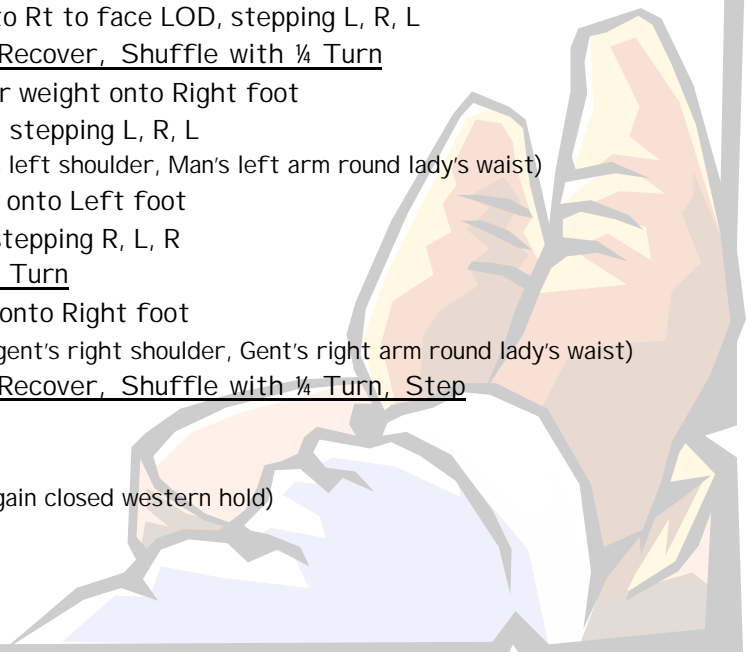 to Rt to face LOD, stepping L, R, L
Recover, Shuffle with ¼ Turn
r weight onto Right foot
stepping L, R, L
left shoulder, Man's left arm round lady's waist)
onto Left foot
stepping R, L, R
Turn
onto Right foot
gent's right shoulder, Gent's right arm round lady's waist)
Recover, Shuffle with ¼ Turn, Step
gain closed western hold)